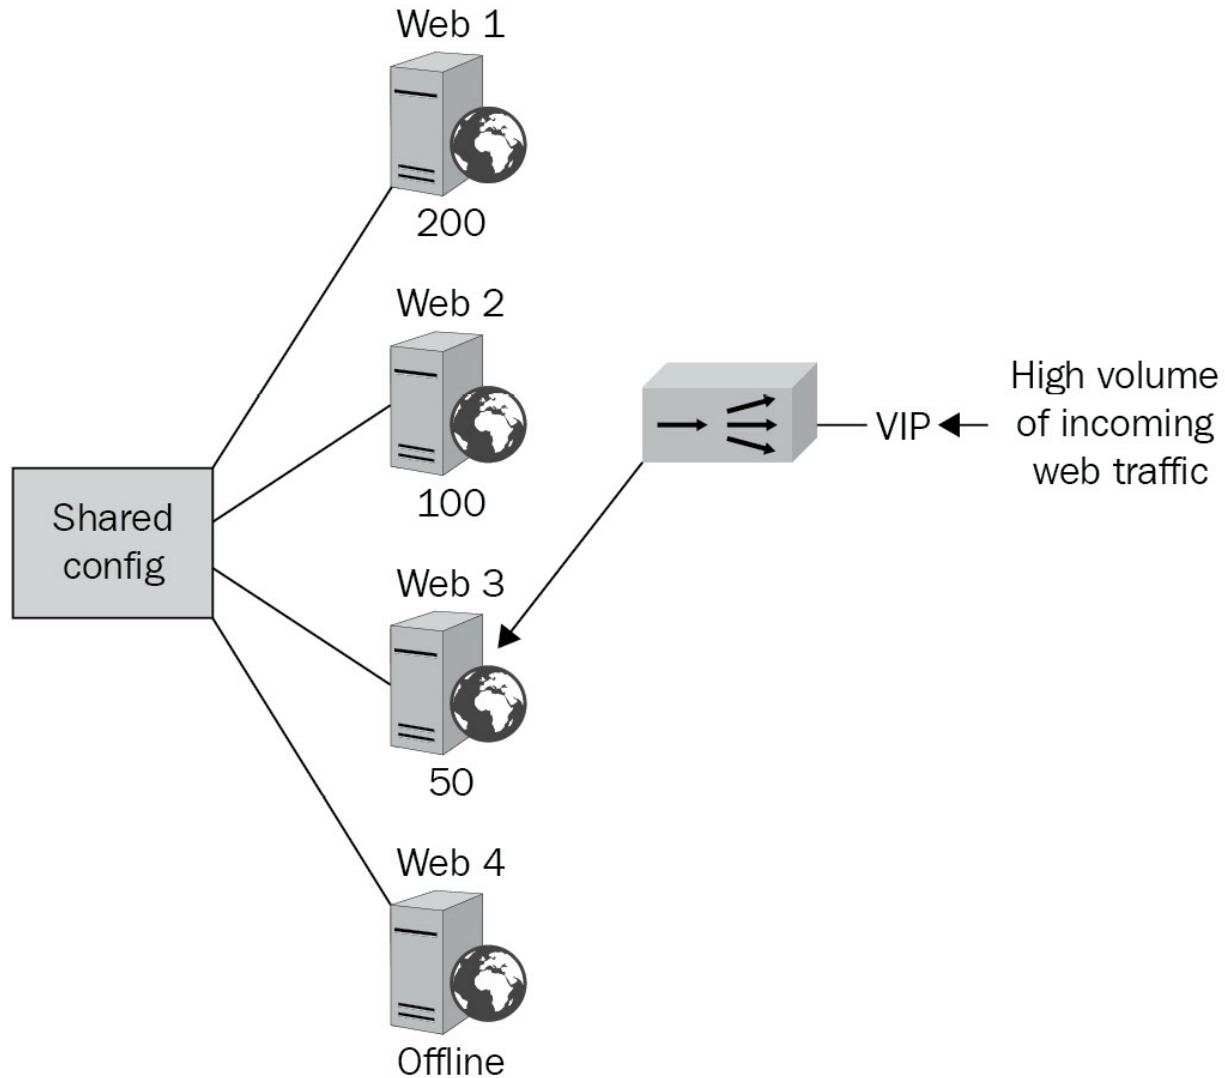 Web 1
200
Web 2
100
Web 3
50
Web 4
Offline
Shared
config
VIP
High volume
of incoming
web traffic